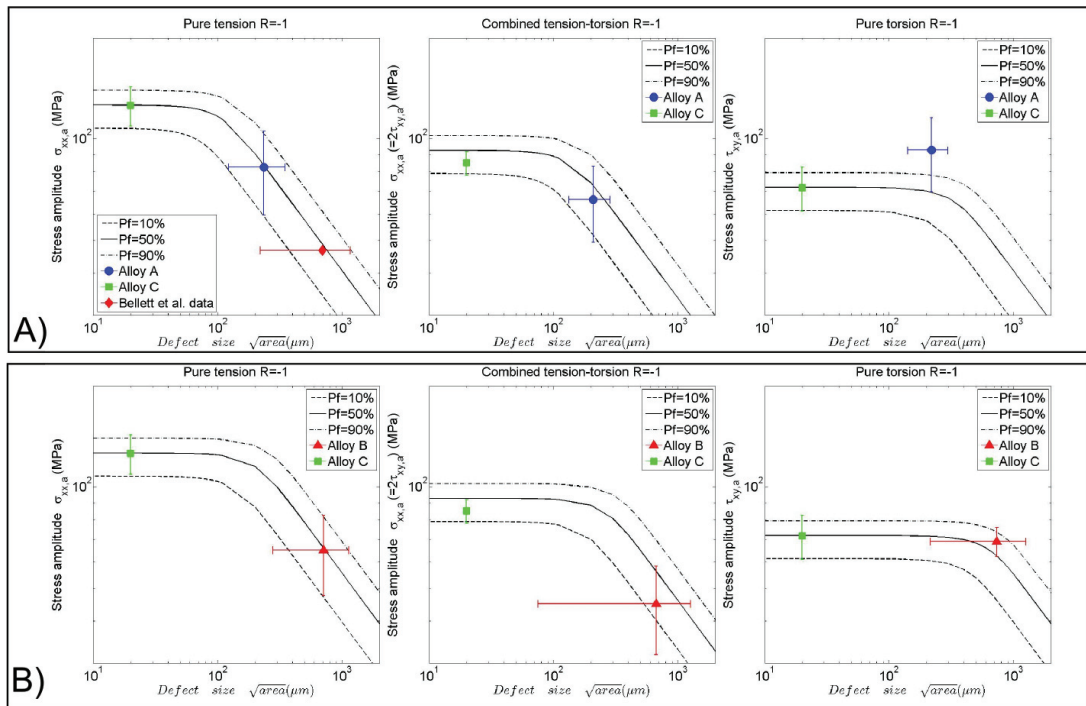 A)
Pure tension R=-1
Stress amplitude σxx,a (MPa)
10²
Pf=10%
Pf=50%
Pf=90%
Alloy A
Alloy C
Bellett et al. data
10¹ 10² 10³
Defect size √area(μm)
Combined tension-torsion R=-1
Stress amplitude σxx,a (=2τxy,a) (MPa)
10²
Pf=10%
Pf=50%
Pf=90%
Alloy A
Alloy C
10¹ 10² 10³
Defect size √area(μm)
Pure torsion R=-1
Stress amplitude τxy,a (MPa)
10²
Pf=10%
Pf=50%
Pf=90%
Alloy A
Alloy C
10¹ 10² 10³
Defect size √area(μm)
B)
Pure tension R=-1
Stress amplitude σxx,a (MPa)
10²
Pf=10%
Pf=50%
Pf=90%
Alloy B
Alloy C
10¹ 10² 10³
Defect size √area(μm)
Combined tension-torsion R=-1
Stress amplitude σxx,a (=2τxy,a) (MPa)
10²
Pf=10%
Pf=50%
Pf=90%
Alloy B
Alloy C
10¹ 10² 10³
Defect size √area(μm)
Pure torsion R=-1
Stress amplitude τxy,a (MPa)
10²
Pf=10%
Pf=50%
Pf=90%
Alloy B
Alloy C
10¹ 10² 10³
Defect size √area(μm)